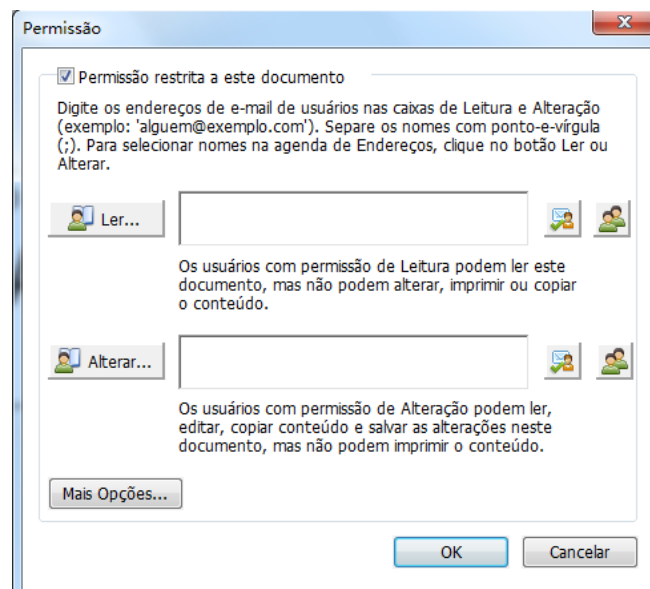 Permissão
Permissão restrita a este documento
Digite os endereços de e-mail de usuários nas caixas de Leitura e Alteração
(exemplo: 'alguem@exemplo.com'). Separe os nomes com ponto-e-vírgula
(;). Para selecionar nomes na agenda de Endereços, clique no botão Ler ou
Alterar.
Ler...
Os usuários com permissão de Leitura podem ler este
documento, mas não podem alterar, imprimir ou copiar
o conteúdo.
Alterar...
Os usuários com permissão de Alteração podem ler,
editar, copiar conteúdo e salvar as alterações neste
documento, mas não podem imprimir o conteúdo.
Mais Opções...
OK
Cancelar